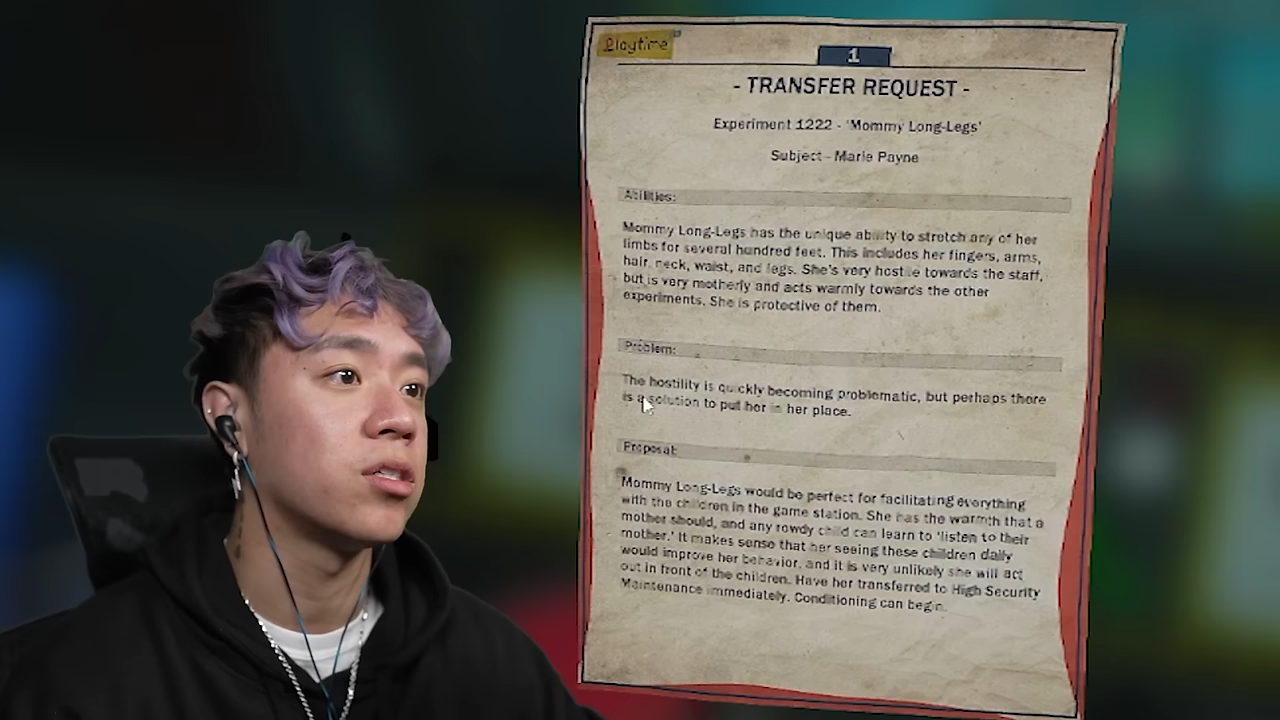 Playtime
1
- TRANSFER REQUEST -
Experiment 1222 - 'Mommy Long-Legs'
Subject - Marie Payne
Abilities:
Mommy Long-Legs has the unique ability to stretch any of her
limbs for several hundred feet. This includes her fingers, arms,
hair, neck, waist, and legs. She's very hostile towards the staff,
but is very motherly and acts warmly towards the other
experiments. She is protective of them.
Problem:
The hostility is quickly becoming problematic, but perhaps there
is a solution to put her in her place.
Proposal:
Mommy Long-Legs would be perfect for facilitating everything
with the children in the game station. She has the warmth that a
mother should, and any rowdy child can learn to 'listen to their
mother.' It makes sense that her seeing these children daily
would improve her behavior, and it is very unlikely she will act
out in front of the children. Have her transferred to High Security
Maintenance immediately. Conditioning can begin.